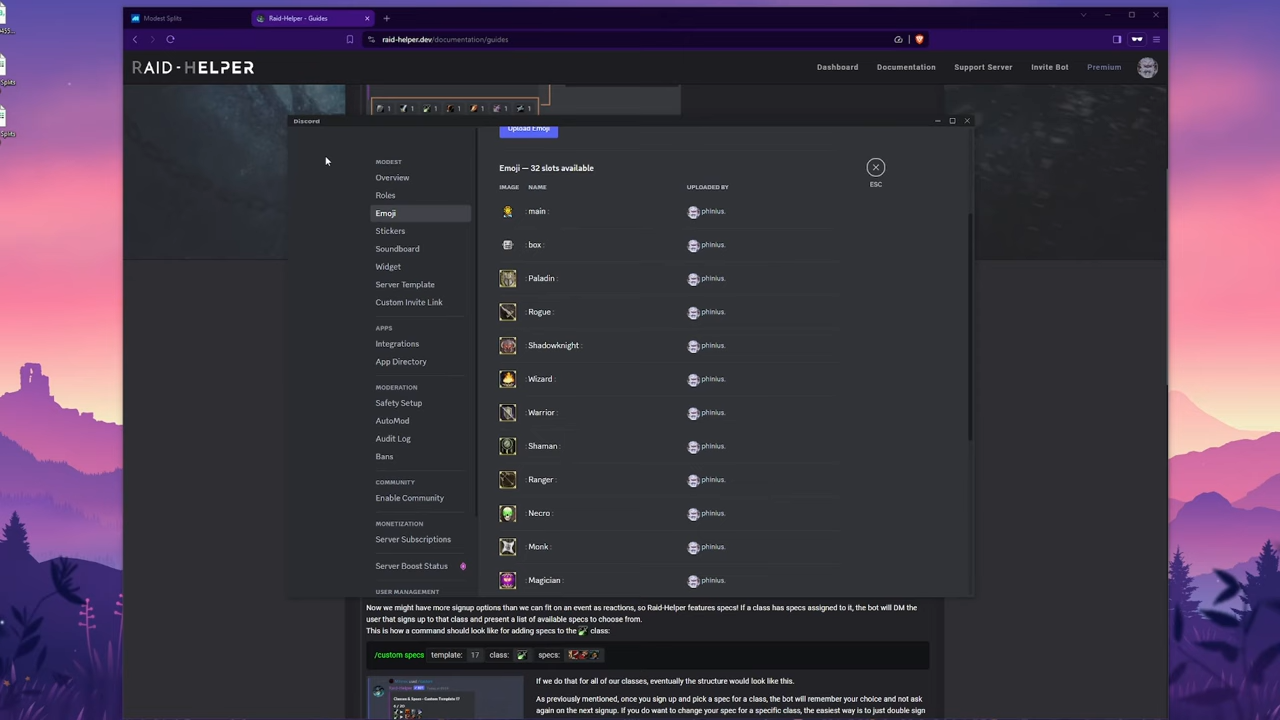 Modest Splits
Raid-Helper - Guides
raid-helper.dev/documentation/guides
RAID-HELPER
Dashboard
Documentation
Support Server
Invite Bot
Premium
1 1 1 1 1 1 1
Discord
Upload Emoji
MODEST
Overview
Roles
Emoji
Stickers
Soundboard
Widget
Server Template
Custom Invite Link
APPS
Integrations
App Directory
MODERATION
Safety Setup
AutoMod
Audit Log
Bans
COMMUNITY
Enable Community
MONETIZATION
Server Subscriptions
Server Boost Status
USER MANAGEMENT
Emoji — 32 slots available
ESC
IMAGE NAME UPLOADED BY
: main : phinius.
: box : phinius.
: Paladin : phinius.
: Rogue : phinius.
: Shadowknight : phinius.
: Wizard : phinius.
: Warrior : phinius.
: Shaman : phinius.
: Ranger : phinius.
: Necro : phinius.
: Monk : phinius.
: Magician : phinius.
Now we might have more signup options than we can fit on an event as reactions, so Raid-Helper features specs! If a class has specs assigned to it, the bot will DM the
user that signs up to that class and present a list of available specs to choose from.
This is how a command should look like for adding specs to the class:
/custom specs template: 17 class: specs:
If we do that for all of our classes, eventually the structure would look like this.
As previously mentioned, once you sign up and pick a spec for a class, the bot will remember your choice and not ask
again on the next signup. If you do want to change your spec for a specific class, the easiest way is to just double sign